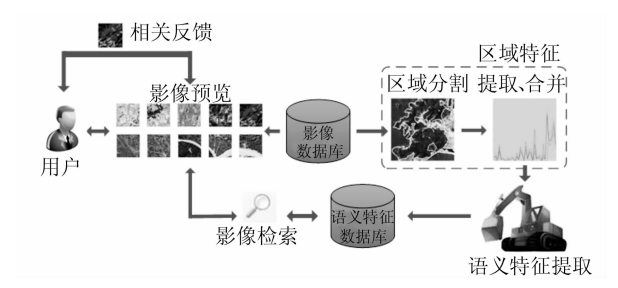 相关反馈
影像预览
用户
影像
数据库
区域特征
区域分割
提取、合并
影像检索
语义特征
数据库
语义特征提取